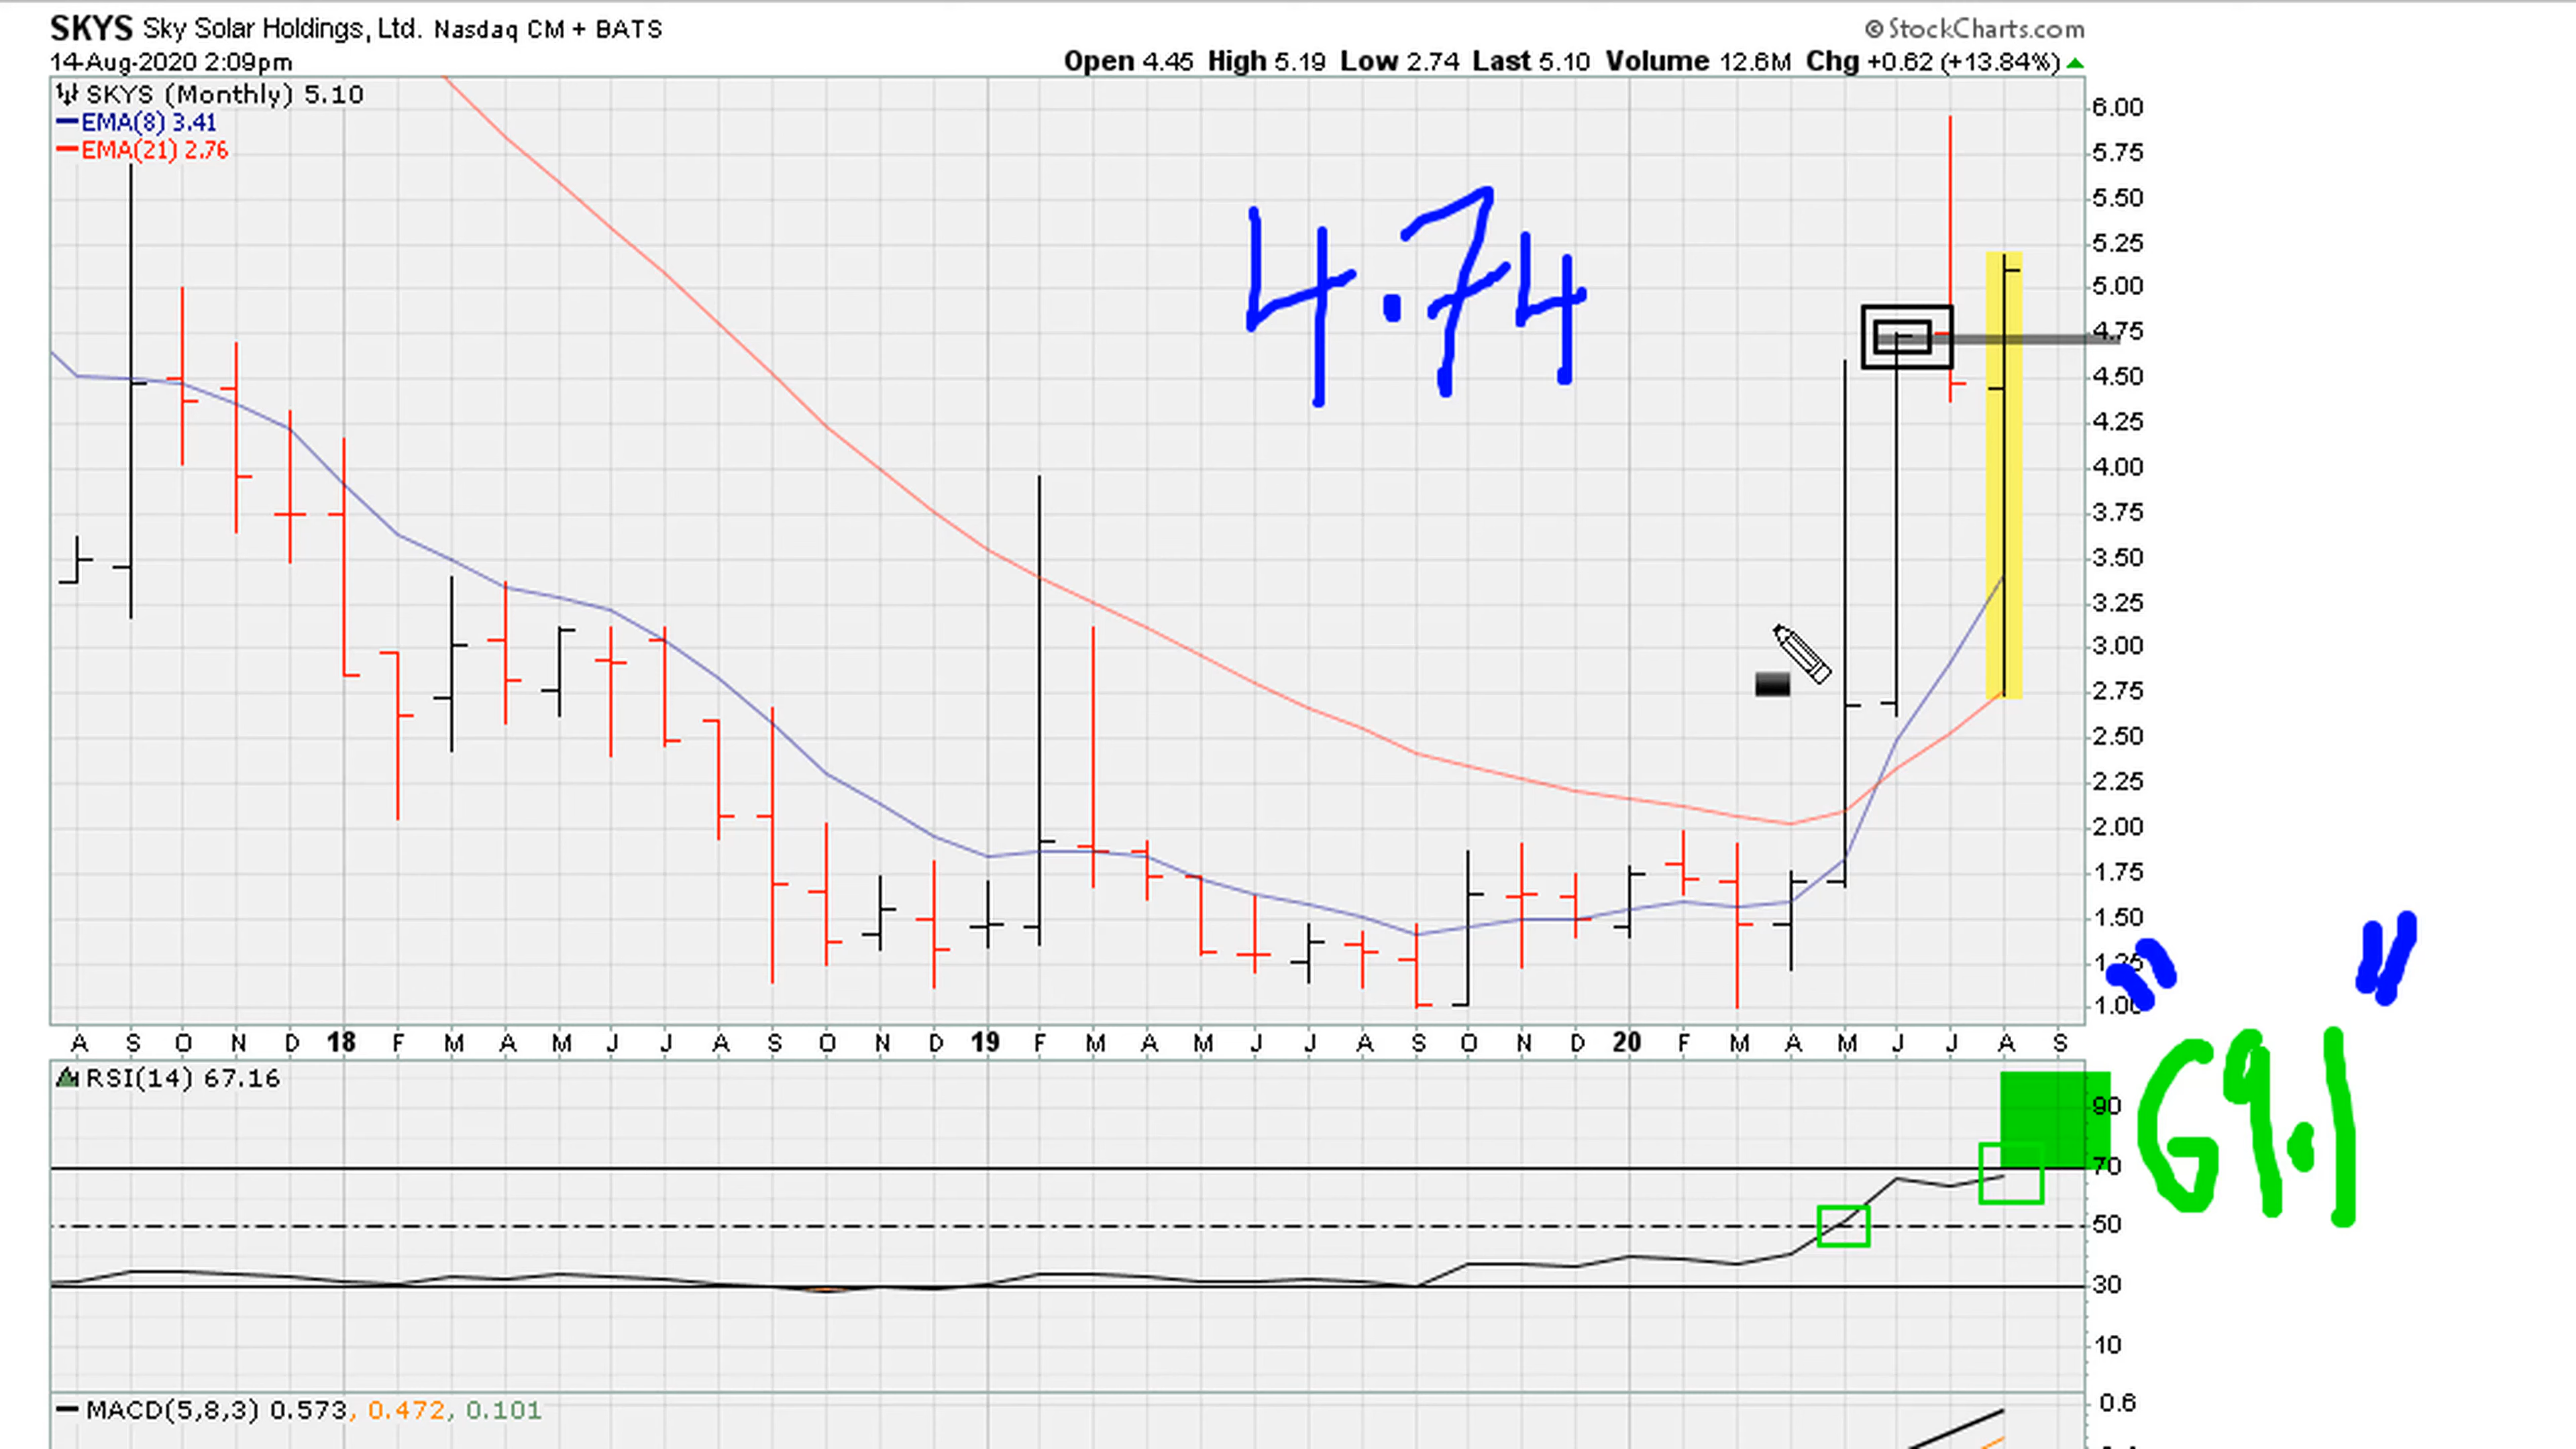 SKYS Sky Solar Holdings, Ltd. Nasdaq CM + BATS
© StockCharts.com
14-Aug-2020 2:09pm
Open 4.45 High 5.19 Low 2.74 Last 5.10 Volume 12.6M Chg +0.62 (+13.84%)
SKYS (Monthly) 5.10
EMA(8) 3.41
EMA(21) 2.76
6.00
5.75
5.50
5.25
5.00
4.75
4.50
4.25
4.00
3.75
3.50
3.25
3.00
2.75
2.50
2.25
2.00
1.75
1.50
1.25
1.00
4.74
A S O N D 18 F M A M J J A S O N D 19 F M A M J J A S O N D 20 F M A M J J A S
RSI(14) 67.16
90
70
50
30
10
" "
G9.1
MACD(5,8,3) 0.573, 0.472, 0.101
0.6